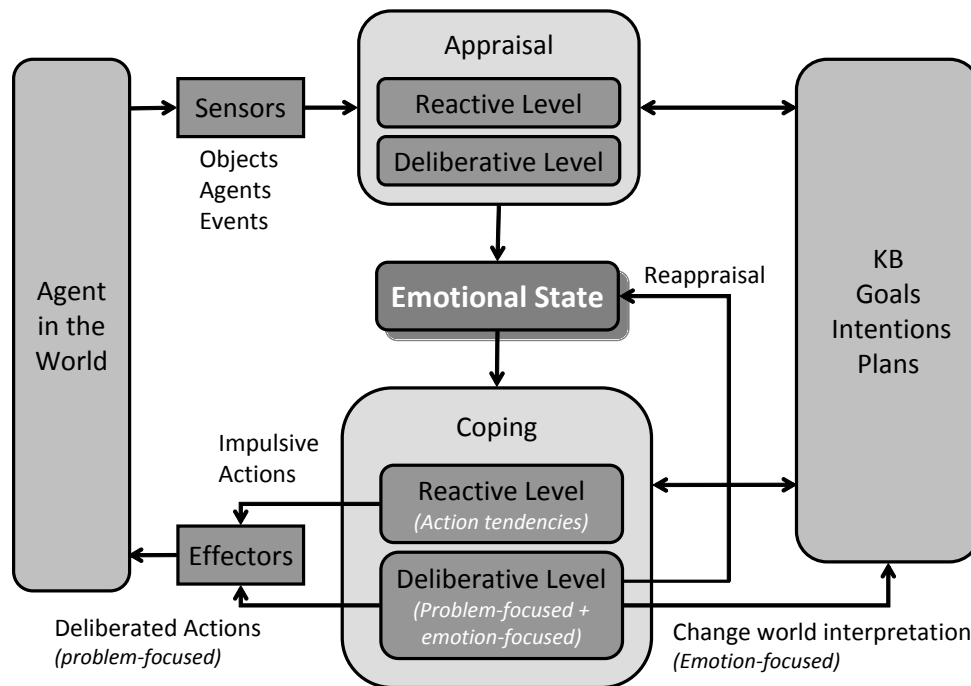 Appraisal
Reactive Level
Deliberative Level
Sensors
Objects
Agents
Events
Agent
in the
World
Emotional State
Reappraisal
KB
Goals
Intentions
Plans
Coping
Impulsive
Actions
Reactive Level
(Action tendencies)
Effectors
Deliberative Level
(Problem-focused +
emotion-focused)
Deliberated Actions
(problem-focused)
Change world interpretation
(Emotion-focused)